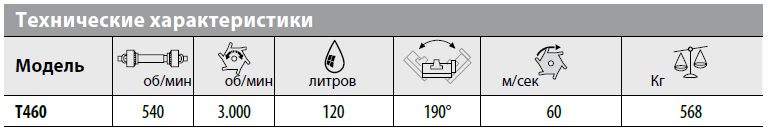 Технические характеристики
Модель об/мин об/мин литров м/сек Кг
T460 540 3.000 120 190° 60 568